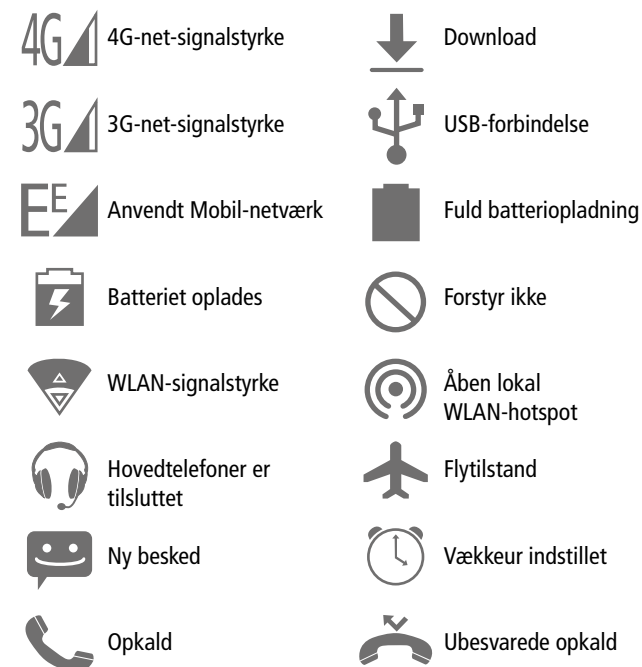 4G 4G-net-signalstyrke
Download
3G 3G-net-signalstyrke
USB-forbindelse
EE Anvendt Mobil-netværk
Fuld batteriopladning
Batteriet oplades
Forstyr ikke
WLAN-signalstyrke
Åben lokal
WLAN-hotspot
Hovedtelefoner er
tilsluttet
Flytilstand
Ny besked
Vækkeur indstillet
Opkald
Ubesvarede opkald